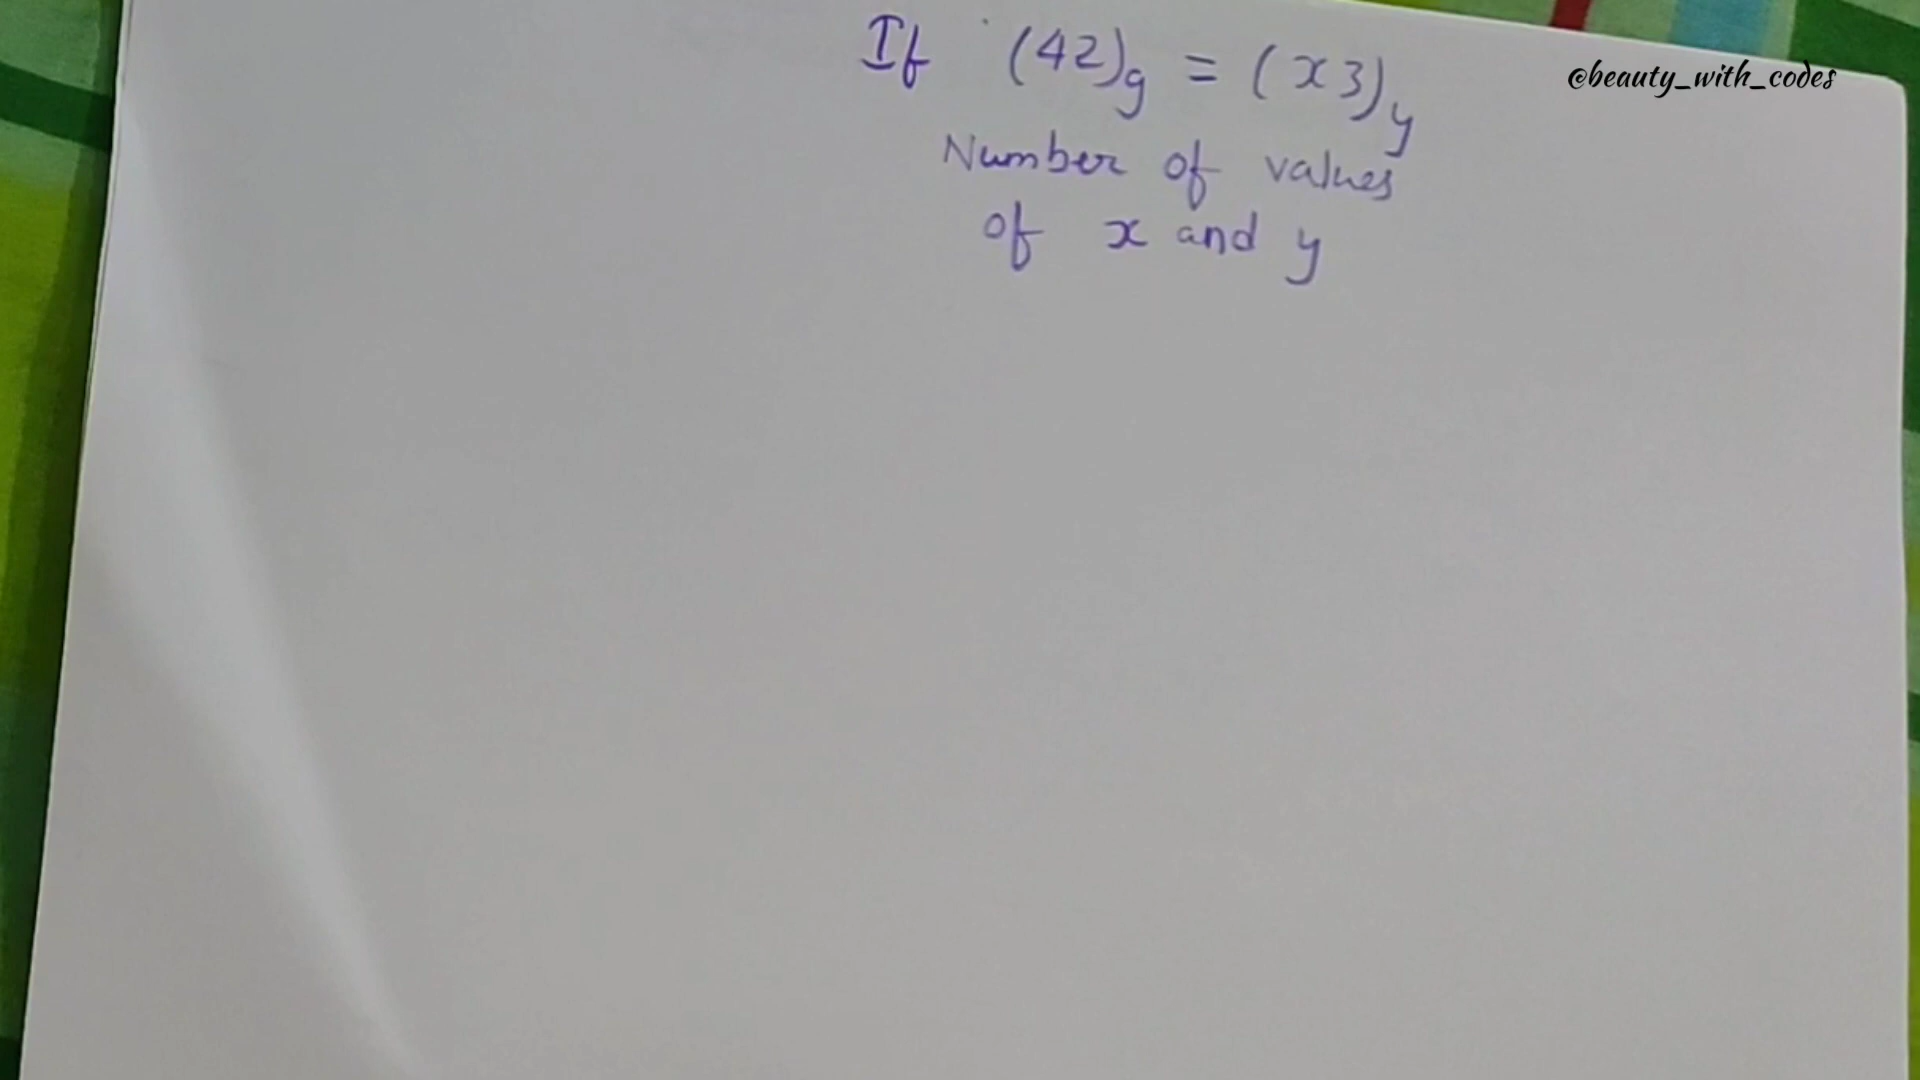 If (42)9 = (x3)y
@beauty_with_codes
Number of values
of x and y